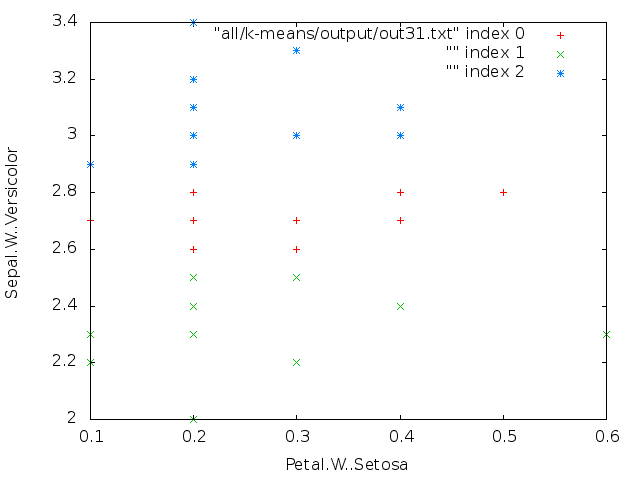 3.4
"all/k-means/output/out31.txt" index 0
"" index 1
"" index 2
3.2
3
2.8
2.6
2.4
2.2
2
Sepal.W..Versicolor
0.1 0.2 0.3 0.4 0.5 0.6
Petal.W..Setosa